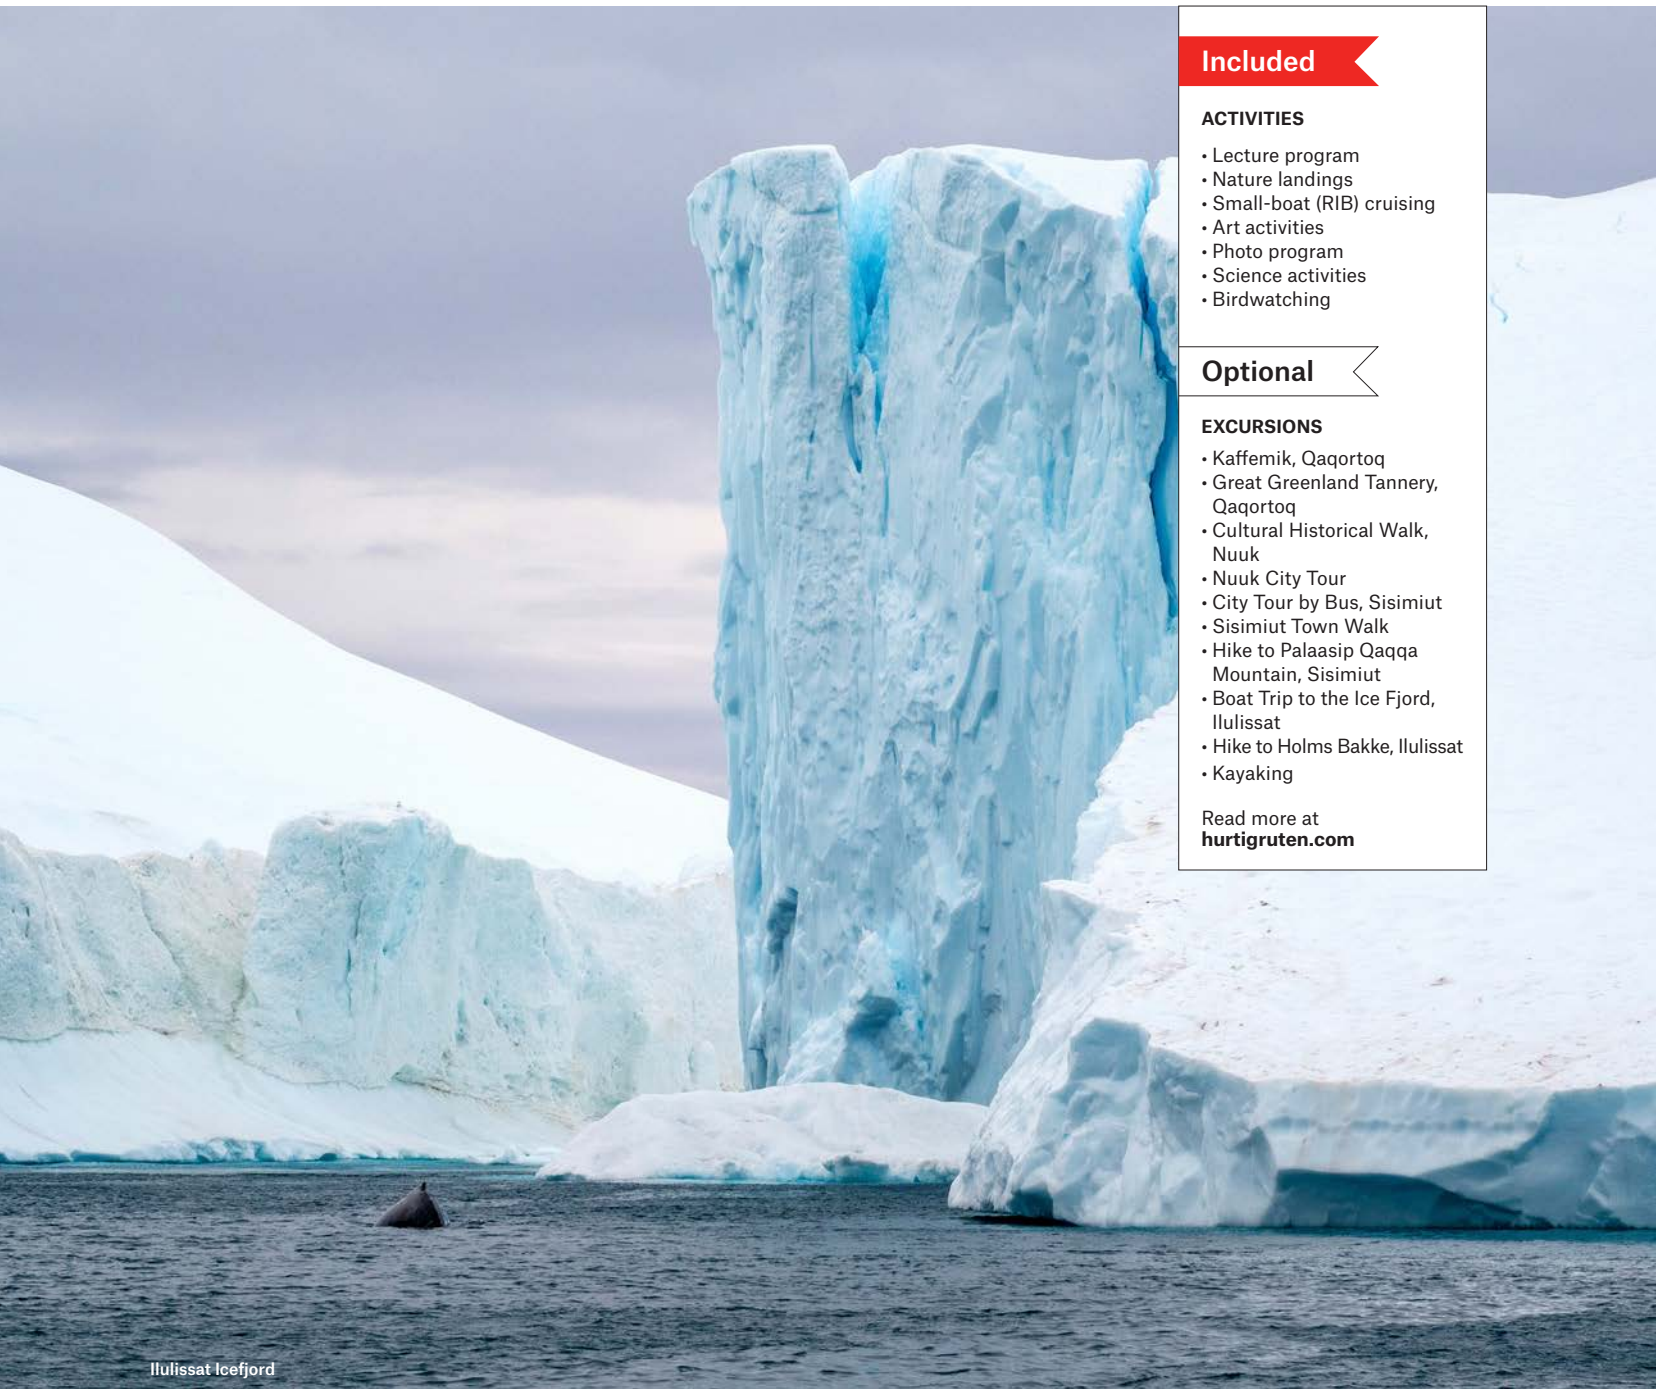 Included
ACTIVITIES
• Lecture program
• Nature landings
• Small-boat (RIB) cruising
• Art activities
• Photo program
• Science activities
• Birdwatching
Optional
EXCURSIONS
• Kaffemik, Qaqortoq
• Great Greenland Tannery,
Qaqortoq
• Cultural Historical Walk,
Nuuk
• Nuuk City Tour
• City Tour by Bus, Sisimiut
• Sisimiut Town Walk
• Hike to Palaasip Qaqqa
Mountain, Sisimiut
• Boat Trip to the Ice Fjord,
Ilulissat
• Hike to Holms Bakke, Ilulissat
• Kayaking
Read more at
hurtigruten.com
Ilulissat Icefjord